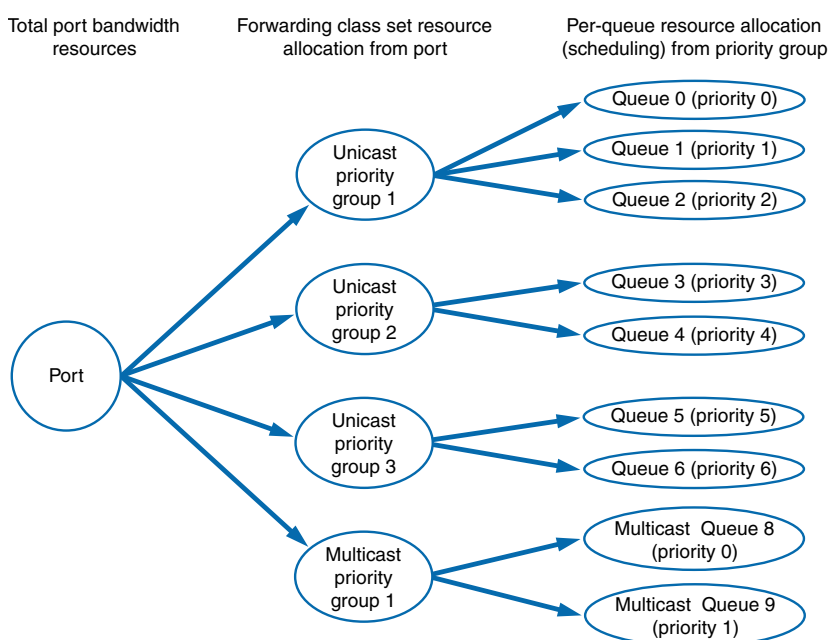 Total port bandwidth
resources
Forwarding class set resource
allocation from port
Per-queue resource allocation
(scheduling) from priority group
Port
Unicast
priority
group 1
Unicast
priority
group 2
Unicast
priority
group 3
Multicast
priority
group 1
Queue 0 (priority 0)
Queue 1 (priority 1)
Queue 2 (priority 2)
Queue 3 (priority 3)
Queue 4 (priority 4)
Queue 5 (priority 5)
Queue 6 (priority 6)
Multicast Queue 8
(priority 0)
Multicast Queue 9
(priority 1)